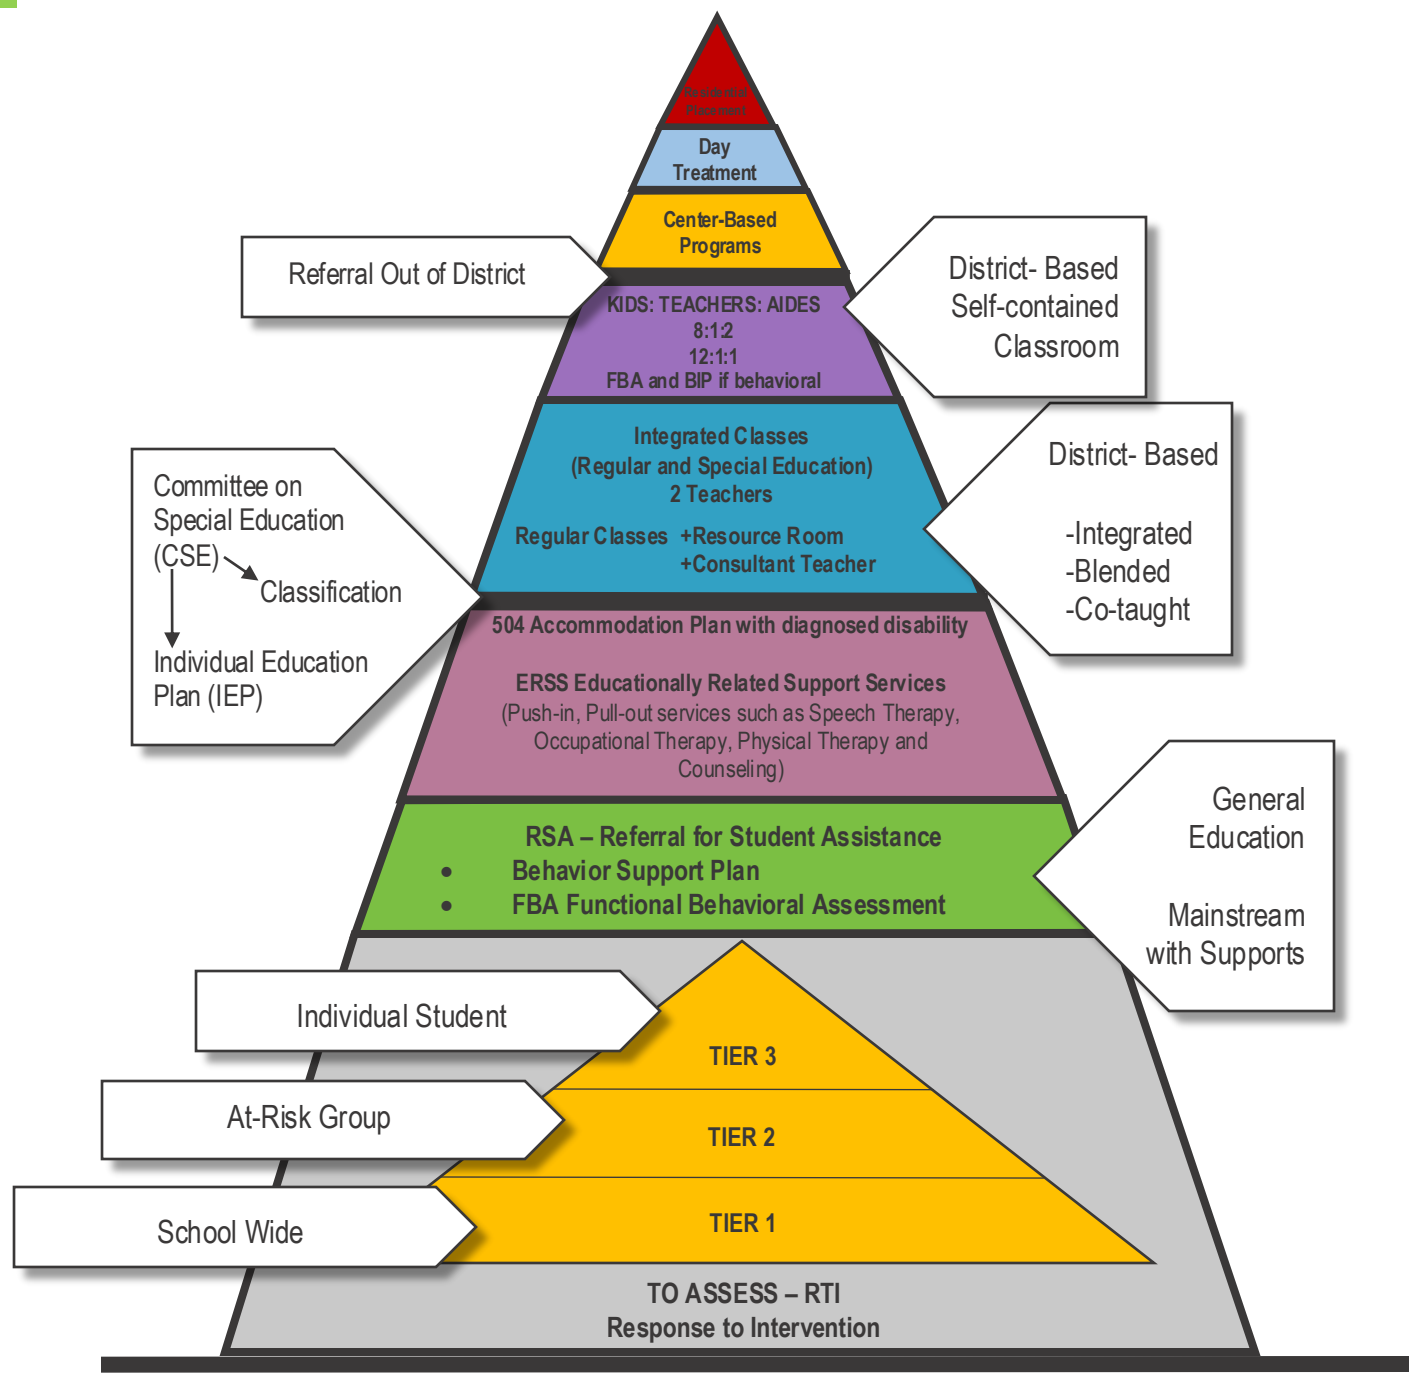 Residential
Placement
Day
Treatment
Center-Based
Programs
Referral Out of District
District- Based
Self-contained
Classroom
KIDS: TEACHERS: AIDES
8:1:2
12:1:1
FBA and BIP if behavioral
Integrated Classes
(Regular and Special Education)
2 Teachers
Regular Classes +Resource Room
+Consultant Teacher
District- Based
-Integrated
-Blended
-Co-taught
Committee on
Special Education
(CSE)
Classification
Individual Education
Plan (IEP)
504 Accommodation Plan with diagnosed disability
ERSS Educationally Related Support Services
(Push-in, Pull-out services such as Speech Therapy,
Occupational Therapy, Physical Therapy and
Counseling)
RSA – Referral for Student Assistance
• Behavior Support Plan
• FBA Functional Behavioral Assessment
General
Education
Mainstream
with Supports
Individual Student
TIER 3
At-Risk Group
TIER 2
School Wide
TIER 1
TO ASSESS – RTI
Response to Intervention